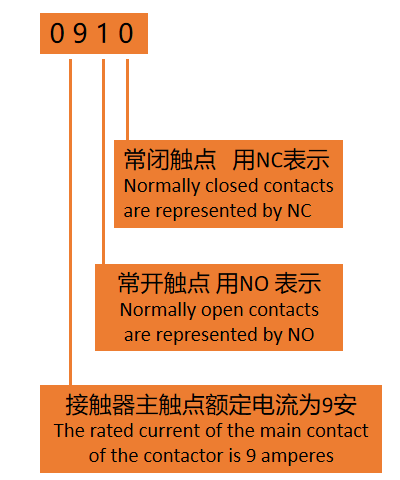 0910
常闭触点 用NC表示
Normally closed contacts
are represented by NC
常开触点 用NO 表示
Normally open contacts
are represented by NO
接触器主触点额定电流为9安
The rated current of the main contact
of the contactor is 9 amperes